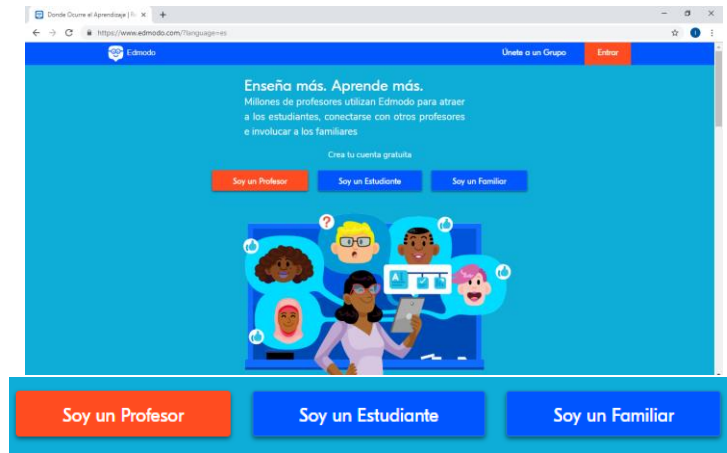 Donde Ocurre el Aprendizaje |
https://www.edmodo.com/?language=es
Edmodo
Únete a un Grupo
Entrar
Enseña más. Aprende más.
Millones de profesores utilizan Edmodo para atraer
a los estudiantes, conectarse con otros profesores
e involucar a los familiares
Crea tu cuenta gratuita
Soy un Profesor
Soy un Estudiante
Soy un Familiar
?
A
Soy un Profesor
Soy un Estudiante
Soy un Familiar